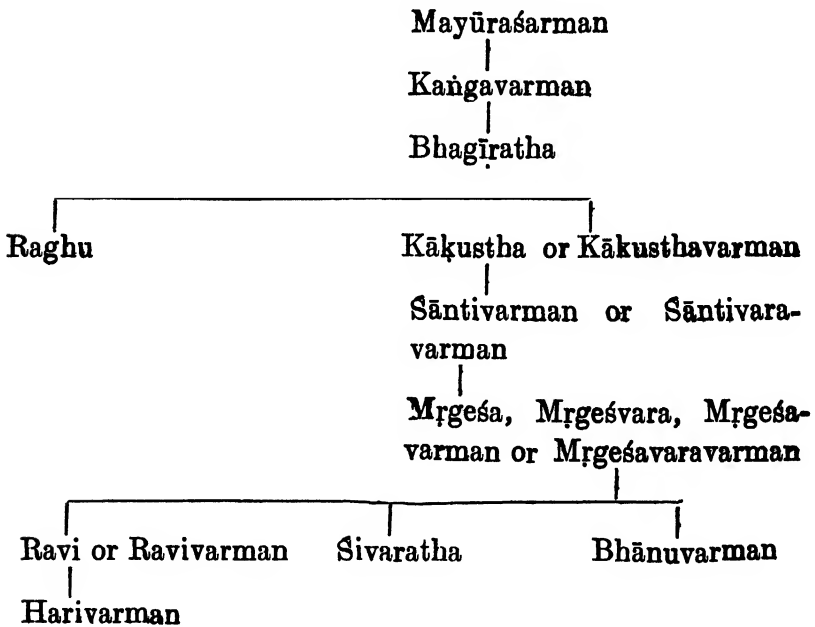 Mayūraśarman
Kaṅgavarman
Bhagīratha
Raghu Kākustha or Kākusthavarman
Śāntivarman or Śāntivara-
varman
Mṛgeśa, Mṛgeśvara, Mṛgeśa-
varman or Mṛgeśavaravarman
Ravi or Ravivarman Śivaratha Bhānuvarman
Harivarman